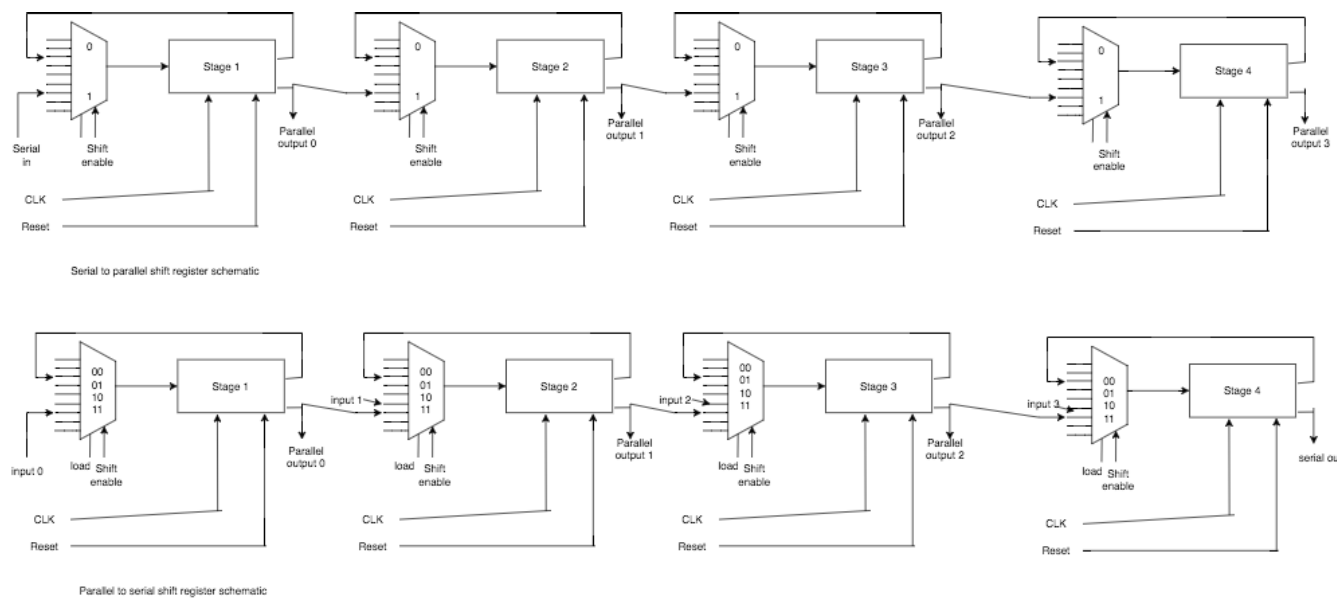 0
1
Stage 1
Serial
in
Shift
enable
Parallel
output 0
CLK
Reset
0
1
Stage 2
Shift
enable
Parallel
output 1
CLK
Reset
0
1
Stage 3
Shift
enable
Parallel
output 2
CLK
Reset
0
1
Stage 4
Shift
enable
Parallel
output 3
CLK
Reset
Serial to parallel shift register schematic
00
01
10
11
Stage 1
input 0
load
Shift
enable
Parallel
output 0
CLK
Reset
input 1
00
01
10
11
Stage 2
load
Shift
enable
Parallel
output 1
CLK
Reset
input 2
00
01
10
11
Stage 3
load
Shift
enable
Parallel
output 2
CLK
Reset
input 3
00
01
10
11
Stage 4
load
Shift
enable
serial ou
CLK
Reset
Parallel to serial shift register schematic